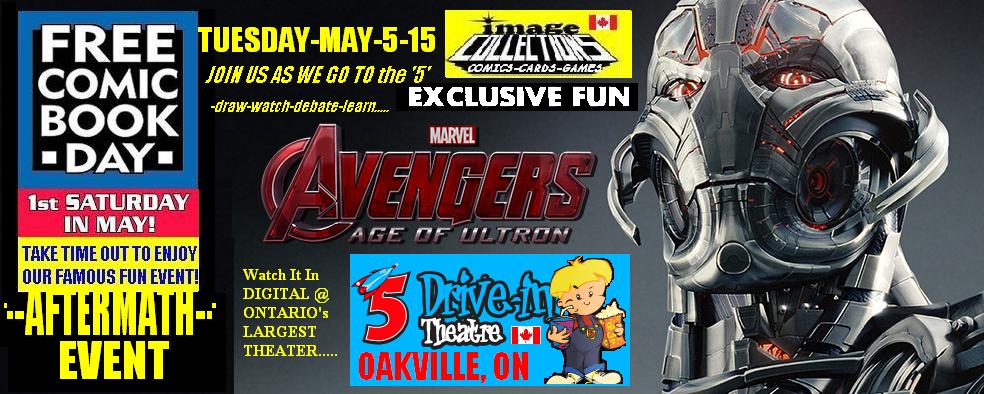 FREE
COMIC
BOOK
DAY
1st SATURDAY
IN MAY!
TAKE TIME OUT TO ENJOY
OUR FAMOUS FUN EVENT!
-AFTERMATH-
EVENT
TUESDAY-MAY-5-15
JOIN US AS WE GO TO the '5'
-draw-watch-debate-learn.....
image
COLLECTIONS
COMICS-CARDS-GAMES
EXCLUSIVE FUN
MARVEL
AVENGERS
AGE OF ULTRON
Watch It In
DIGITAL @
ONTARIO's
LARGEST
THEATER.....
5 Drive-in
Theatre
OAKVILLE, ON